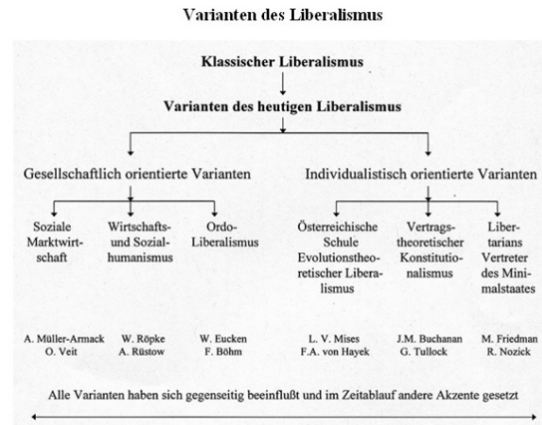 Varianten des Liberalismus
Klassischer Liberalismus
Varianten des heutigen Liberalismus
Gesellschaftlich orientierte Varianten
Individualistisch orientierte Varianten
Soziale
Marktwirt-
schaft
Wirtschafts-
und Sozial-
humanismus
Ordo-
Liberalismus
Österreichische
Schule
Evolutionstheo-
retischer Libera-
lismus
Vertrags-
theoretischer
Konstitutio-
nalismus
Liber-
tarians
Vertreter
des Mini-
malstaates
A. Müller-Armack
O. Veit
W. Röpke
A. Rüstow
W. Eucken
F. Böhm
L. V. Mises
F.A. von Hayek
J.M. Buchanan
G. Tullock
M. Friedman
R. Nozick
Alle Varianten haben sich gegenseitig beeinflußt und im Zeitablauf andere Akzente gesetzt